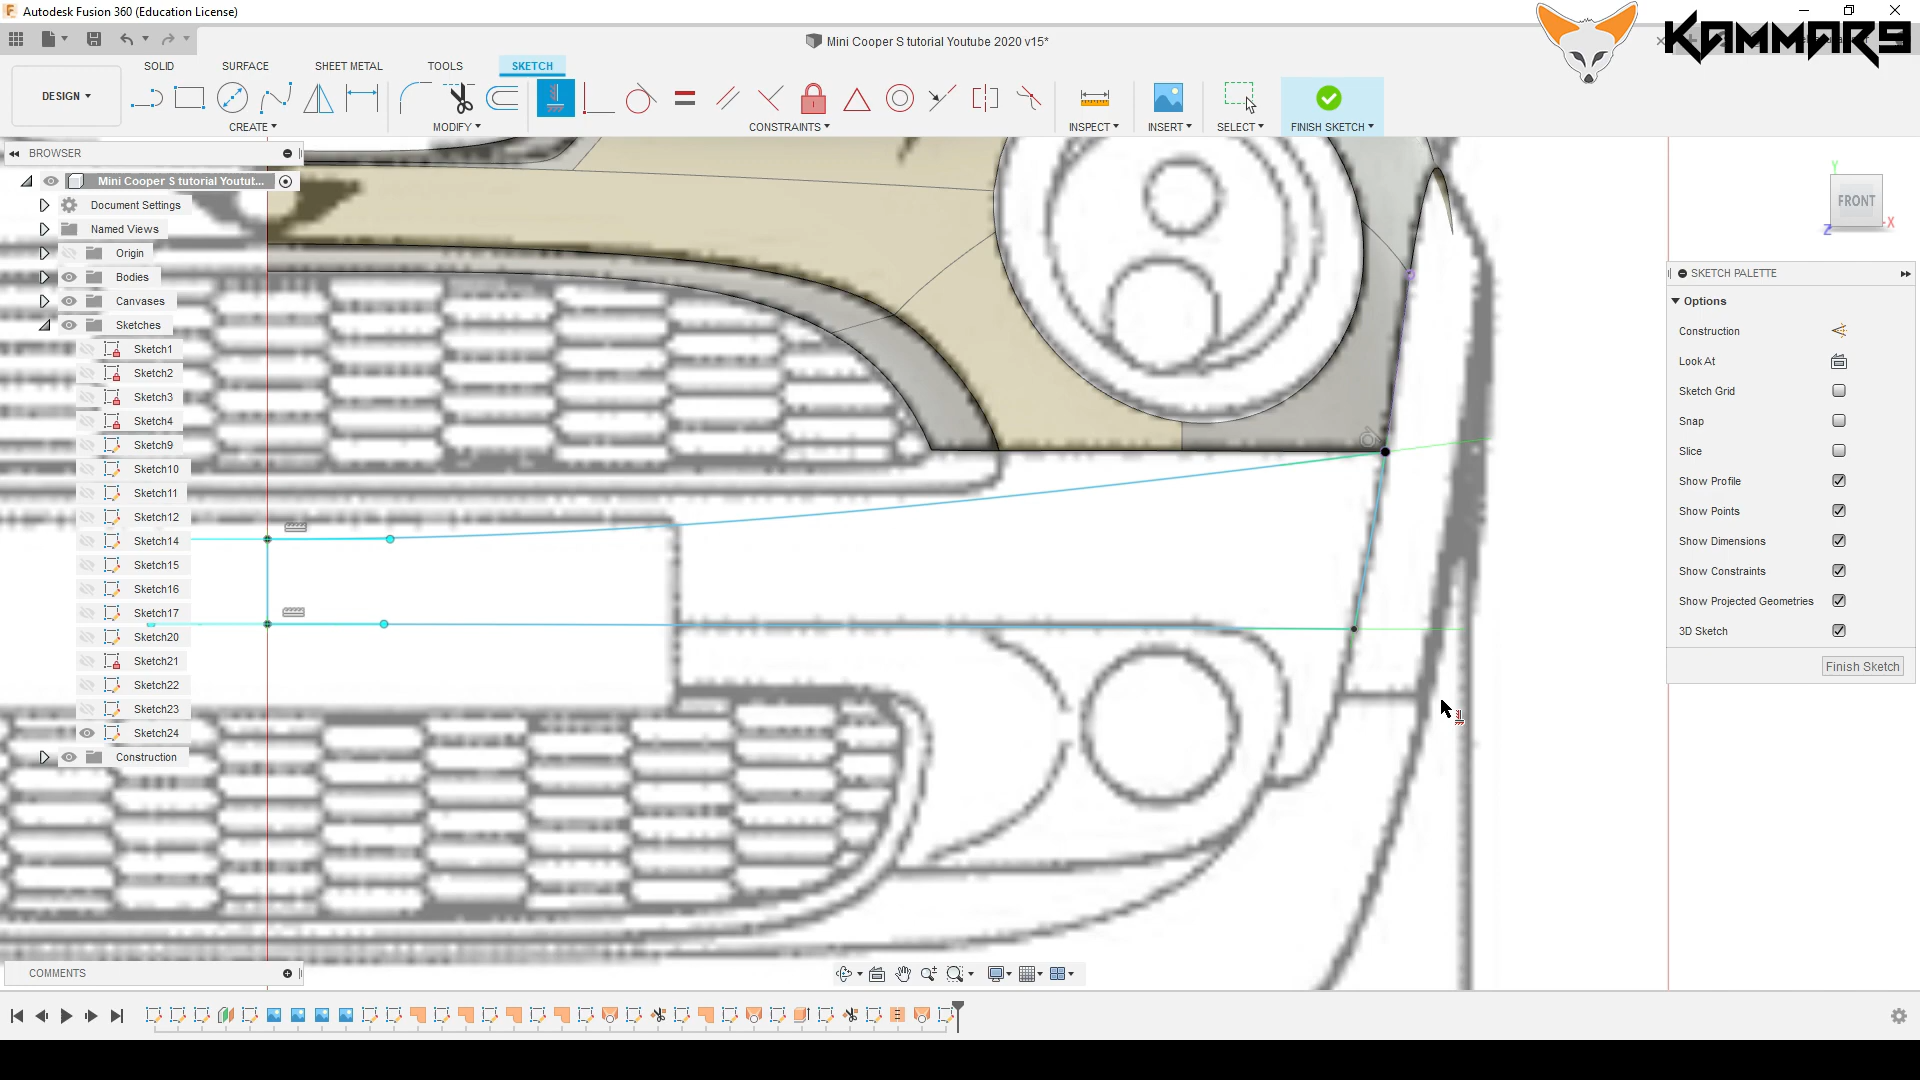 Autodesk Fusion 360 (Education License)
KAMMAR9
Mini Cooper S tutorial Youtube 2020 v15*
SOLID
SURFACE
SHEET METAL
TOOLS
SKETCH
DESIGN
CREATE
MODIFY
CONSTRAINTS
INSPECT
INSERT
SELECT
FINISH SKETCH
BROWSER
Mini Cooper S tutorial Youtut...
Document Settings
Named Views
Origin
Bodies
Canvases
Sketches
Sketch1
Sketch2
Sketch3
Sketch4
Sketch9
Sketch10
Sketch11
Sketch12
Sketch14
Sketch15
Sketch16
Sketch17
Sketch20
Sketch21
Sketch22
Sketch23
Sketch24
Construction
Y
FRONT
X
Z
SKETCH PALETTE
Options
Construction
Look At
Sketch Grid
Snap
Slice
Show Profile
Show Points
Show Dimensions
Show Constraints
Show Projected Geometries
3D Sketch
Finish Sketch
COMMENTS